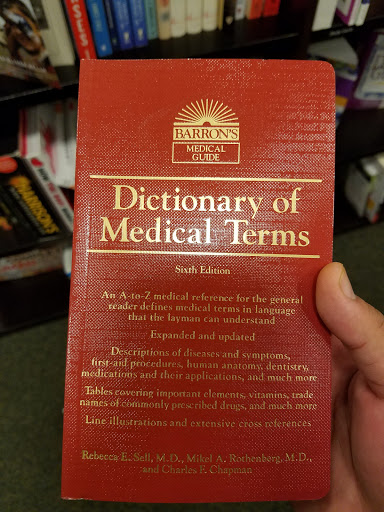 BARRON'S
MEDICAL
GUIDE
Dictionary of
Medical Terms
Sixth Edition
An A-to-Z medical reference for the general
reader defines medical terms in language
that the layman can understand
Expanded and updated
Descriptions of diseases and symptoms,
first-aid procedures, human anatomy, dentistry,
medications and their applications, and much more
Tables covering important elements, vitamins, trade
names of commonly prescribed drugs, and much more
Line illustrations and extensive cross references
Rebecca E. Sell, M.D., Mikel A. Rothenberg, M.D.,
and Charles F. Chapman